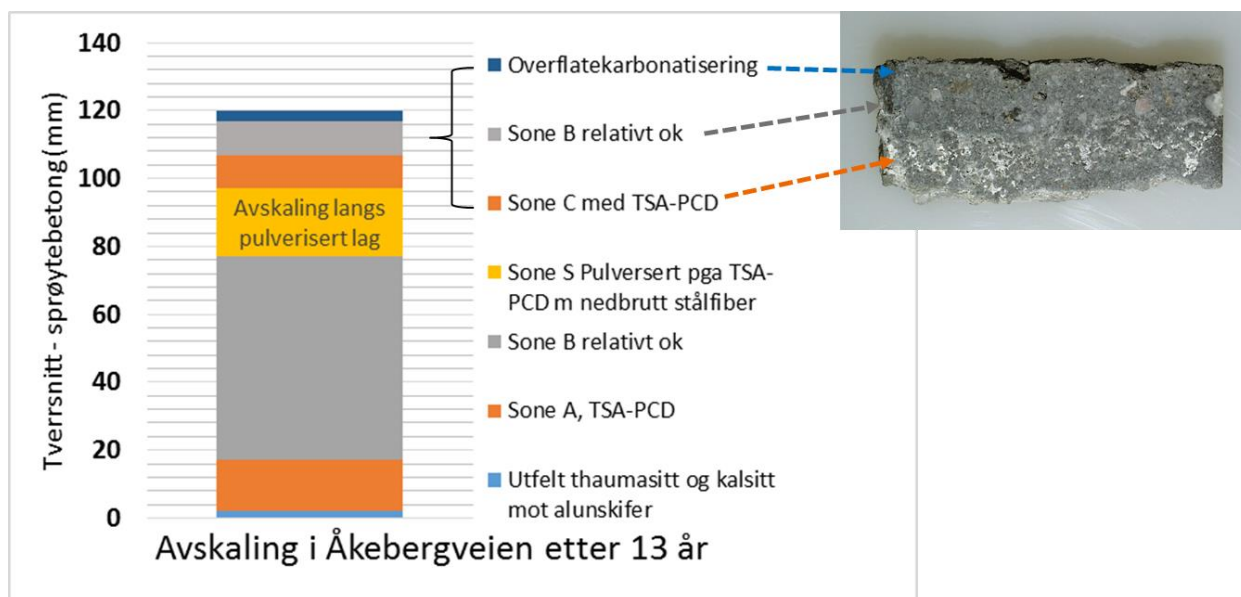 140
120
100
80
60
40
20
0
Tverrsnitt - sprøytebetong (mm)
Avskaling langs
pulverisert lag
Overflatekarbonatisering
Sone B relativt ok
Sone C med TSA-PCD
Sone S Pulversert pga TSA-
PCD m nedbrutt stålfiber
Sone B relativt ok
Sone A, TSA-PCD
Utfelt thaumasitt og kalsitt
mot alunskifer
Avskaling i Åkebergveien etter 13 år